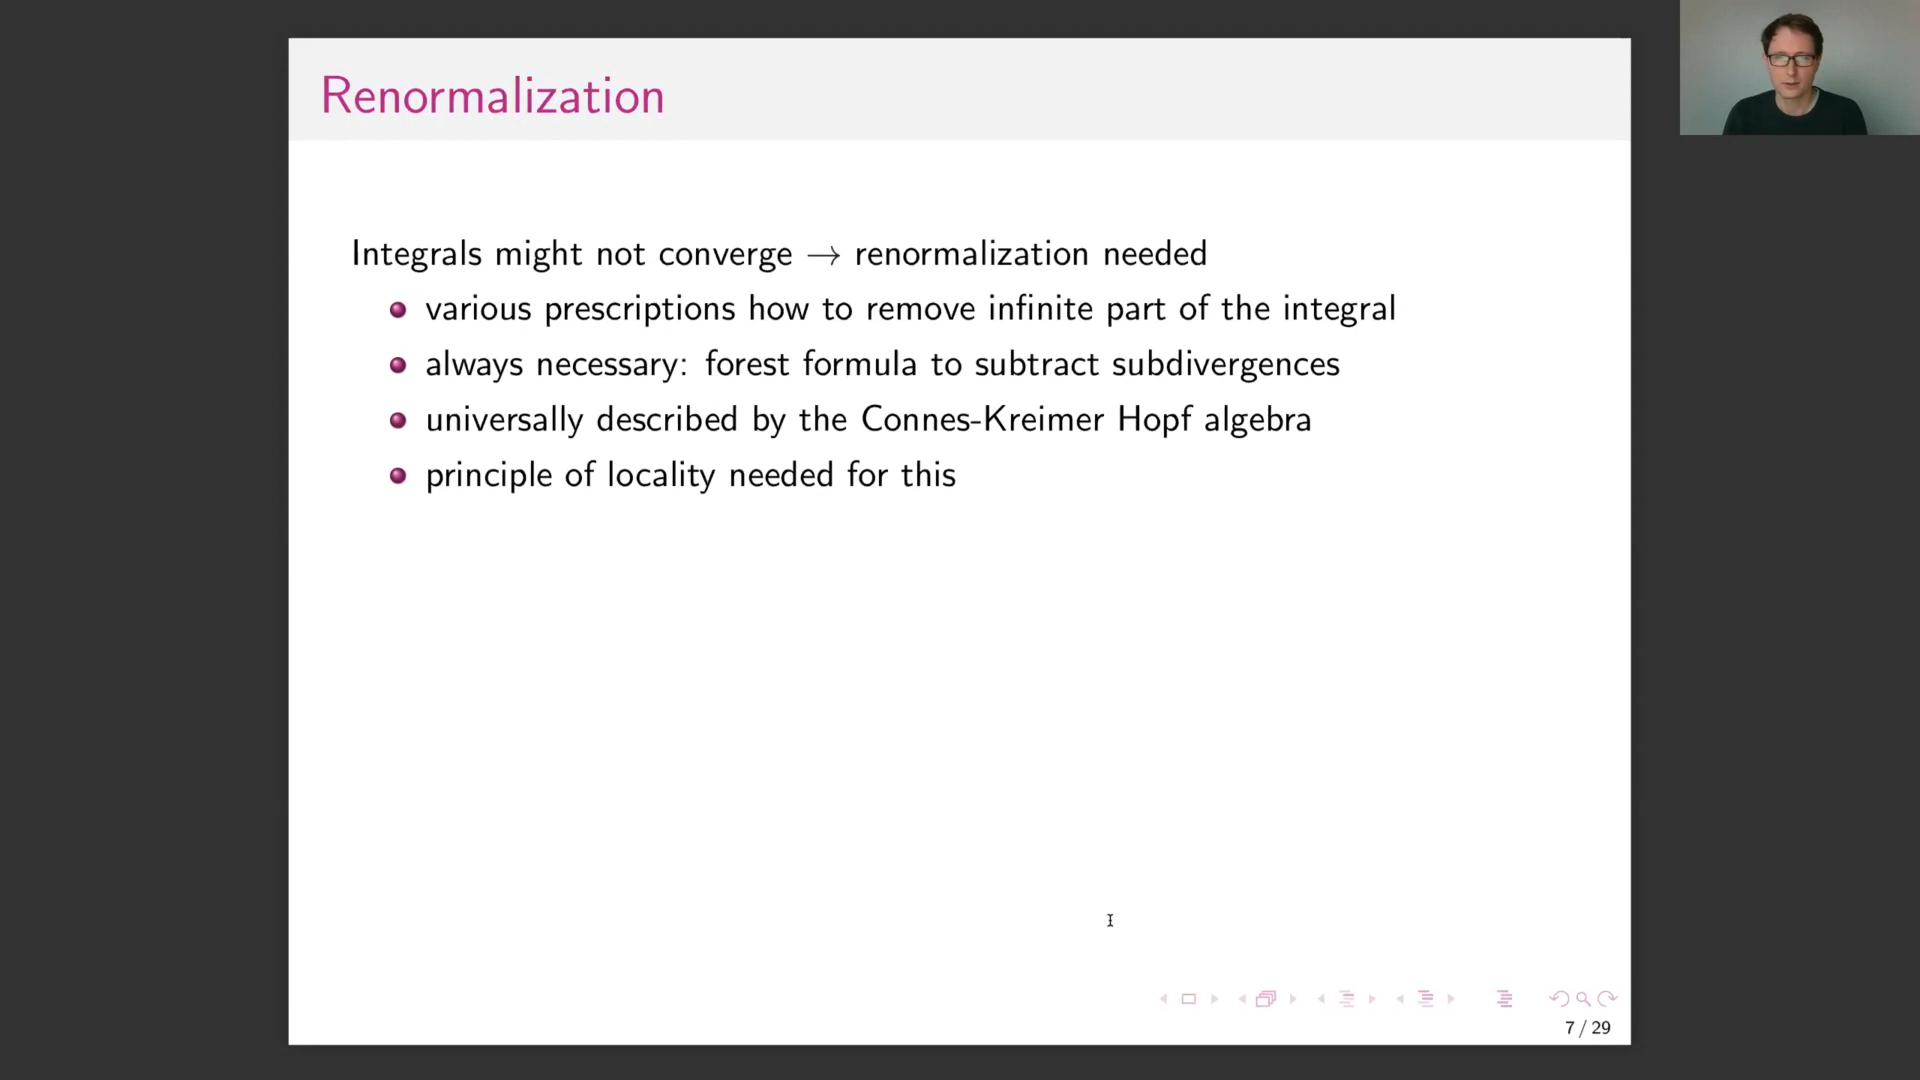 Renormalization
Integrals might not converge → renormalization needed
various prescriptions how to remove infinite part of the integral
always necessary: forest formula to subtract subdivergences
universally described by the Connes-Kreimer Hopf algebra
principle of locality needed for this
7 / 29